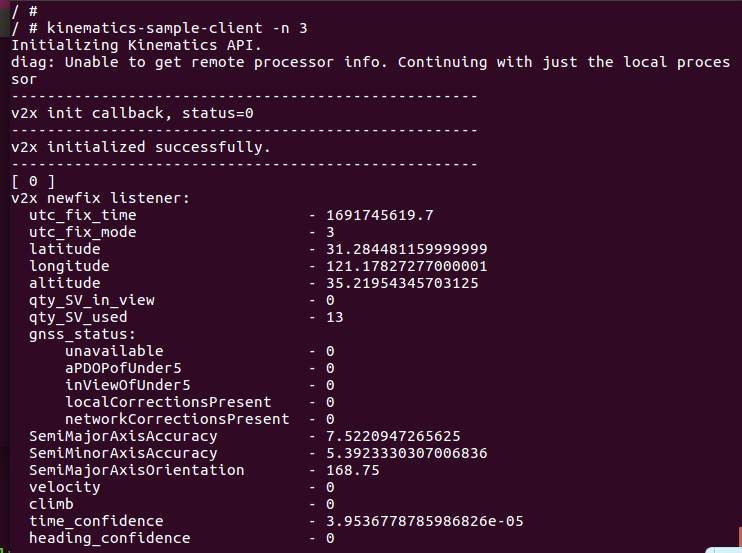 / #
/ # kinematics-sample-client -n 3
Initializing Kinematics API.
diag: Unable to get remote processor info. Continuing with just the local proces
sor
----------------------------------------------------
v2x init callback, status=0
----------------------------------------------------
v2x initialized successfully.
----------------------------------------------------
[ 0 ]
v2x newfix listener:
  utc_fix_time                   - 1691745619.7
  utc_fix_mode                   - 3
  latitude                       - 31.284481159999999
  longitude                      - 121.17827277000001
  altitude                       - 35.21954345703125
  qty_SV_in_view                 - 0
  qty_SV_used                    - 13
  gnss_status:
      unavailable                - 0
      aPDOPofUnder5              - 0
      inViewOfUnder5             - 0
      localCorrectionsPresent    - 0
      networkCorrectionsPresent  - 0
  SemiMajorAxisAccuracy          - 7.5220947265625
  SemiMinorAxisAccuracy          - 5.3923330307006836
  SemiMajorAxisOrientation       - 168.75
  velocity                       - 0
  climb                          - 0
  time_confidence                - 3.9536778785986826e-05
  heading_confidence             - 0